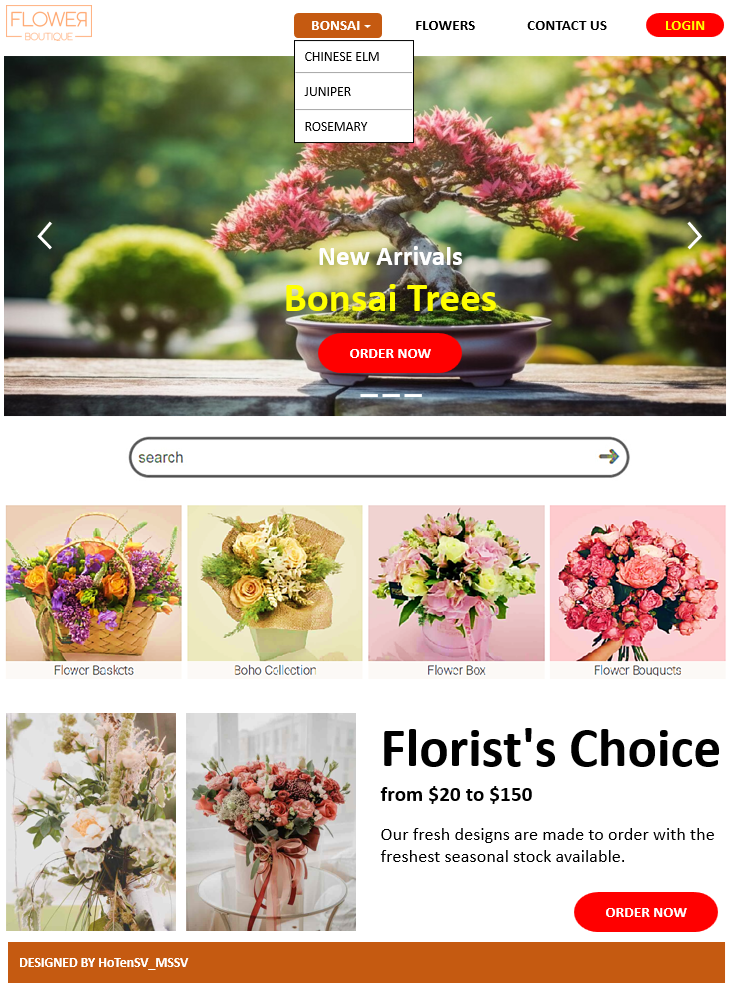 FLOWER
BOUTIQUE
BONSAI
FLOWERS
CONTACT US
LOGIN
CHINESE ELM
JUNIPER
ROSEMARY
New Arrivals
Bonsai Trees
ORDER NOW
search
Flower Baskets
Boho Collection
Flower Box
Flower Bouquets
Florist's Choice
from $20 to $150
Our fresh designs are made to order with the
freshest seasonal stock available.
ORDER NOW
DESIGNED BY HoTenSV_MSSV